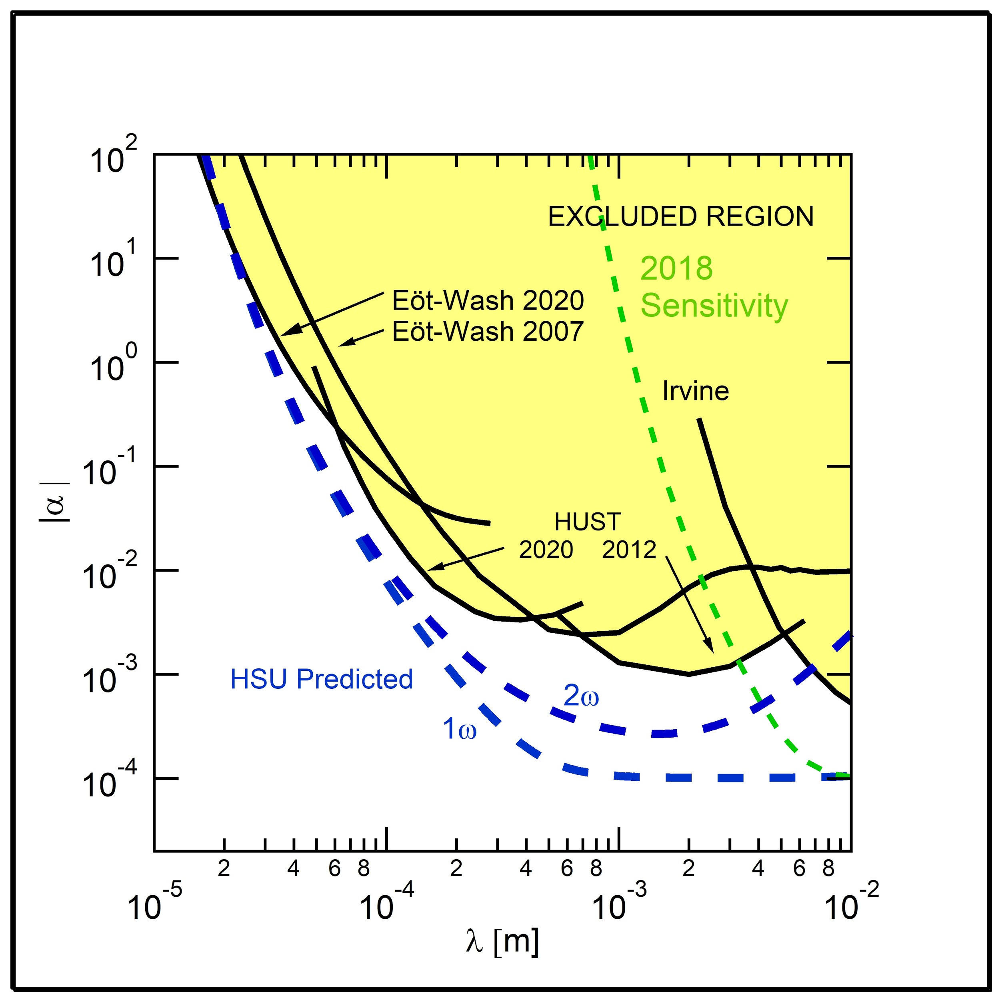 10^2
10^1
10^0
10^-1
10^-2
10^-3
10^-4
|α|
EXCLUDED REGION
2018
Sensitivity
Eöt-Wash 2020
Eöt-Wash 2007
Irvine
HUST
2020 2012
HSU Predicted
2ω
1ω
2 4 6 8 2 4 6 8 2 4 6 8
10^-5 10^-4 10^-3 10^-2
λ [m]